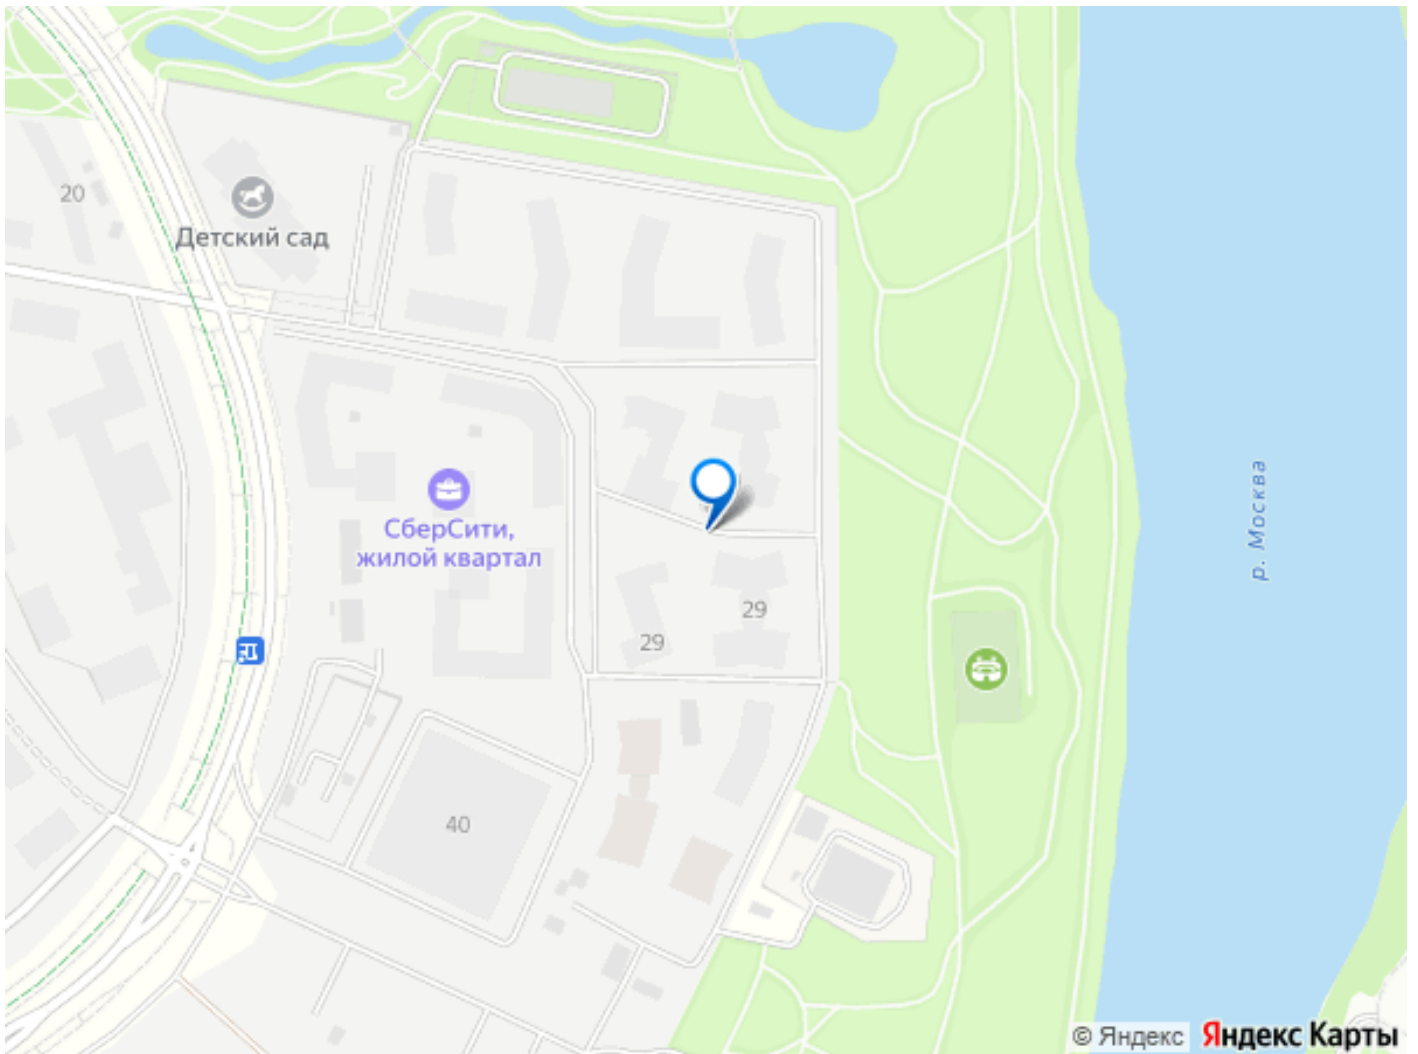 20
Детский сад
СберСити,
жилой квартал
р. Москва
29
29
40
© Яндекс
Яндекс Карты